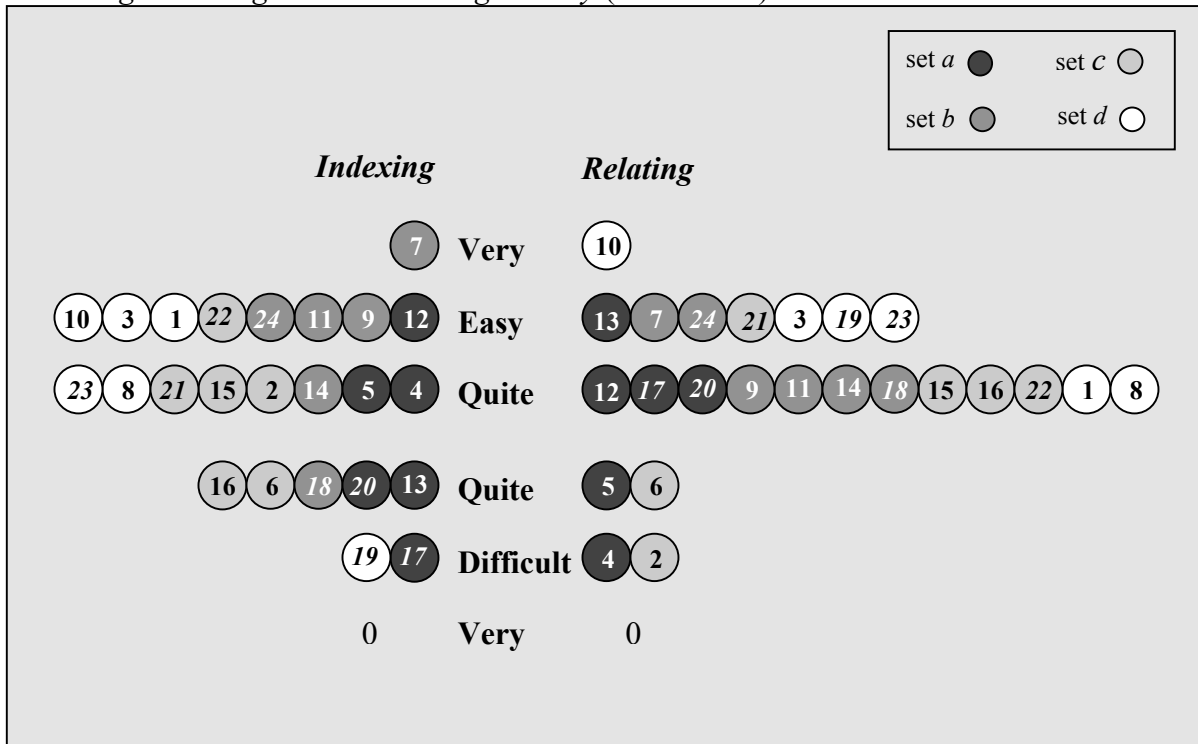 set a set c
set b set d
Indexing Relating
7 Very 10
10 3 1 22 24 11 9 12 Easy 13 7 24 21 3 19 23
23 8 21 15 2 14 5 4 Quite 12 17 20 9 11 14 18 15 16 22 1 8
16 6 18 20 13 Quite 5 6
19 17 Difficult 4 2
0 Very 0